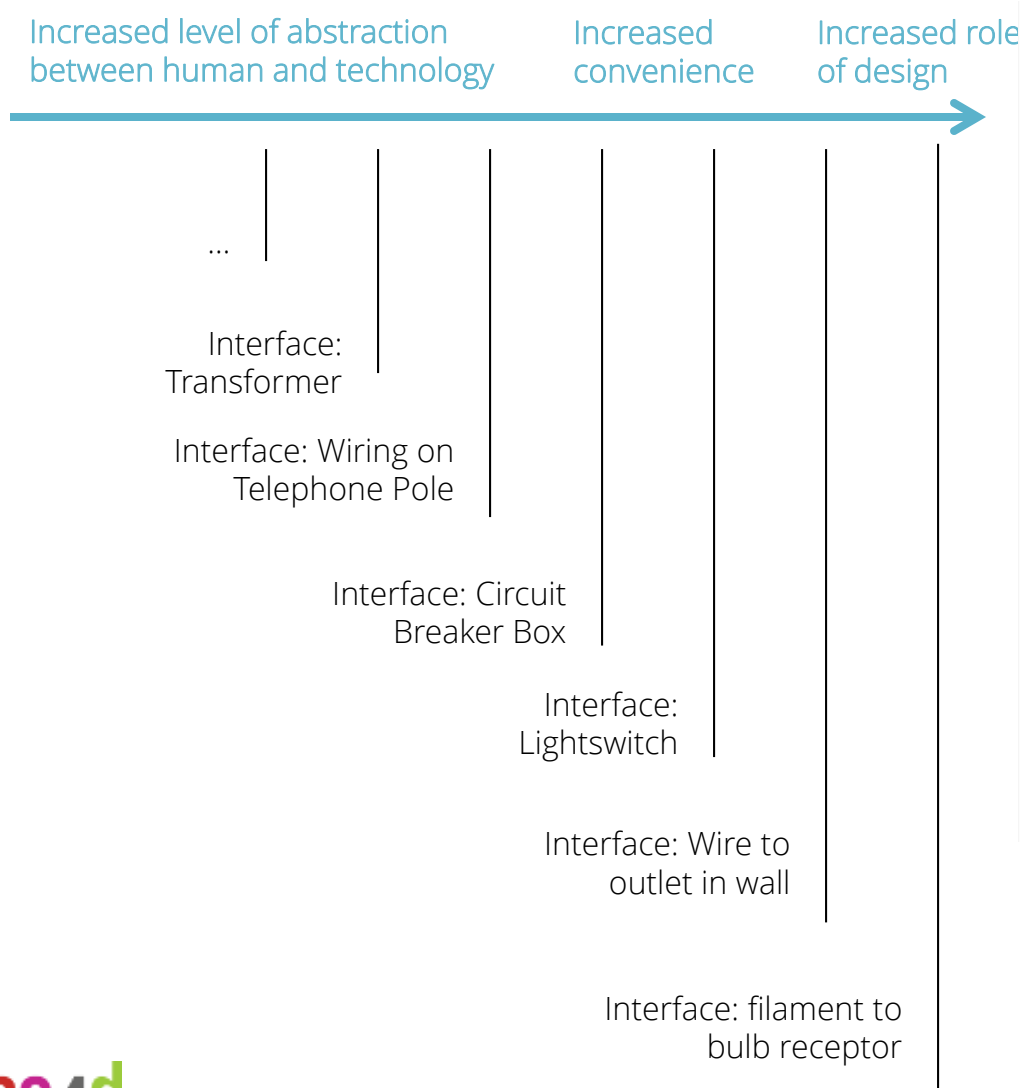 Increased level of abstraction
between human and technology
Increased
convenience
Increased role
of design
...
Interface:
Transformer
Interface: Wiring on
Telephone Pole
Interface: Circuit
Breaker Box
Interface:
Lightswitch
Interface: Wire to
outlet in wall
Interface: filament to
bulb receptor